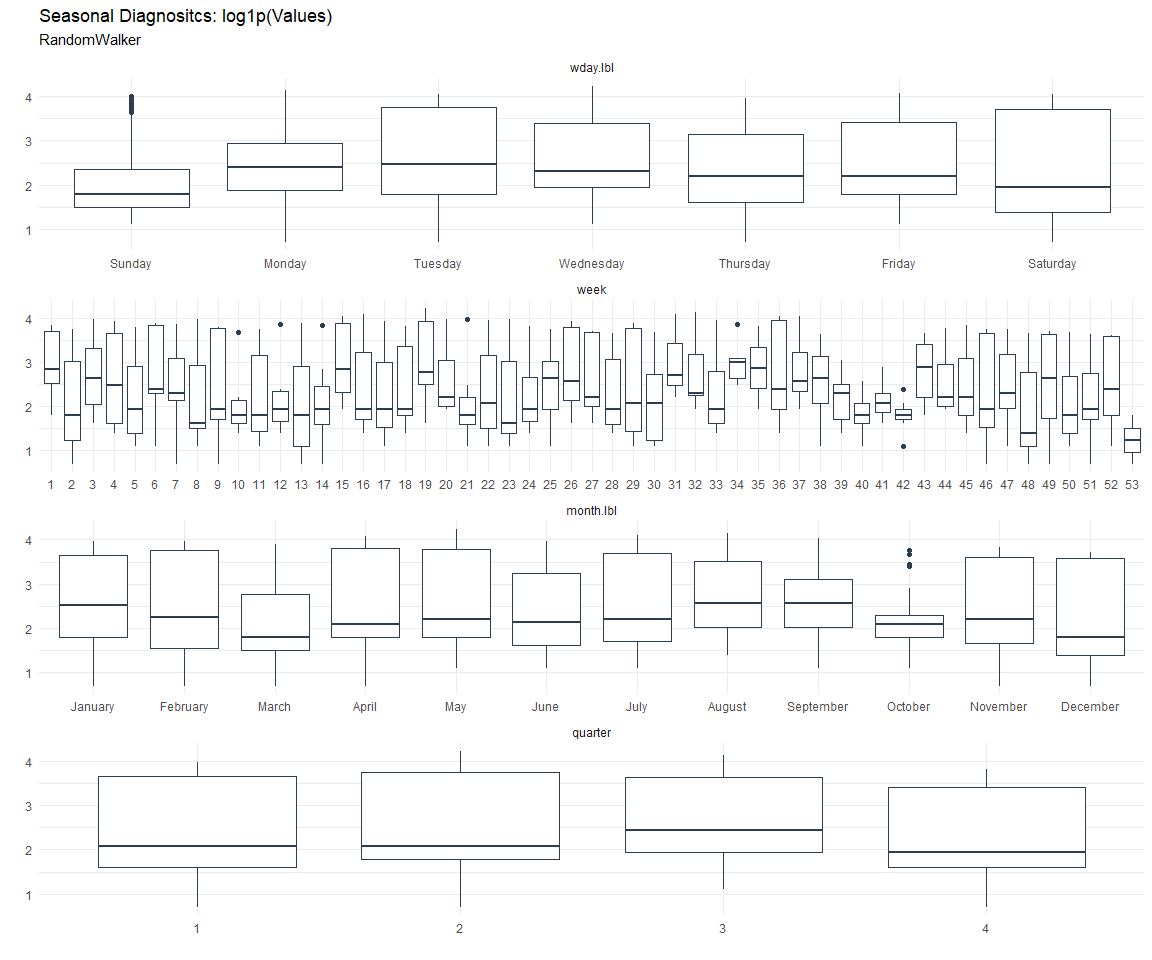 Seasonal Diagnositcs: log1p(Values)
RandomWalker
wday.lbl
4
3
2
1
Sunday Monday Tuesday Wednesday Thursday Friday Saturday
week
4
3
2
1
1 2 3 4 5 6 7 8 9 10 11 12 13 14 15 16 17 18 19 20 21 22 23 24 25 26 27 28 29 30 31 32 33 34 35 36 37 38 39 40 41 42 43 44 45 46 47 48 49 50 51 52 53
month.lbl
4
3
2
1
January February March April May June July August September October November December
quarter
4
3
2
1
1 2 3 4